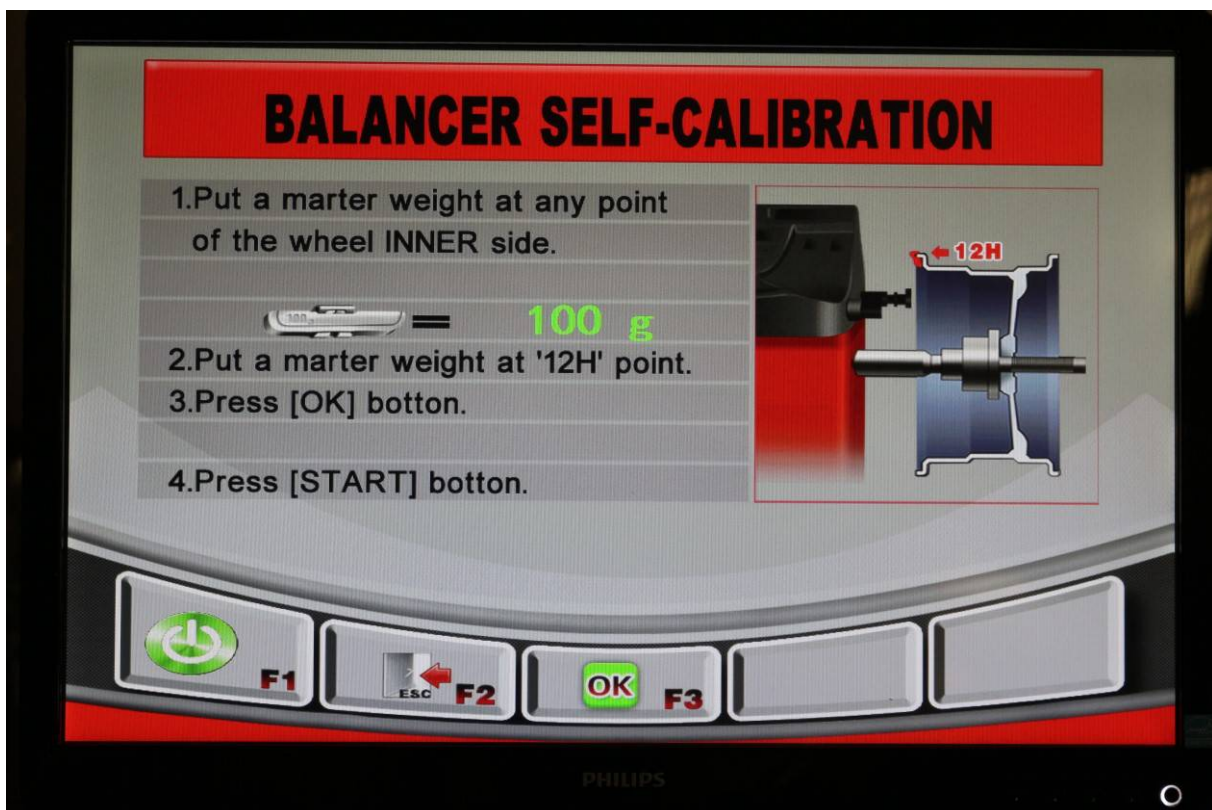 BALANCER SELF-CALIBRATION
1.Put a marter weight at any point
of the wheel INNER side.
100g = 100 g
2.Put a marter weight at '12H' point.
3.Press [OK] botton.
4.Press [START] botton.
12H
F1
ESC F2
OK F3
PHILIPS